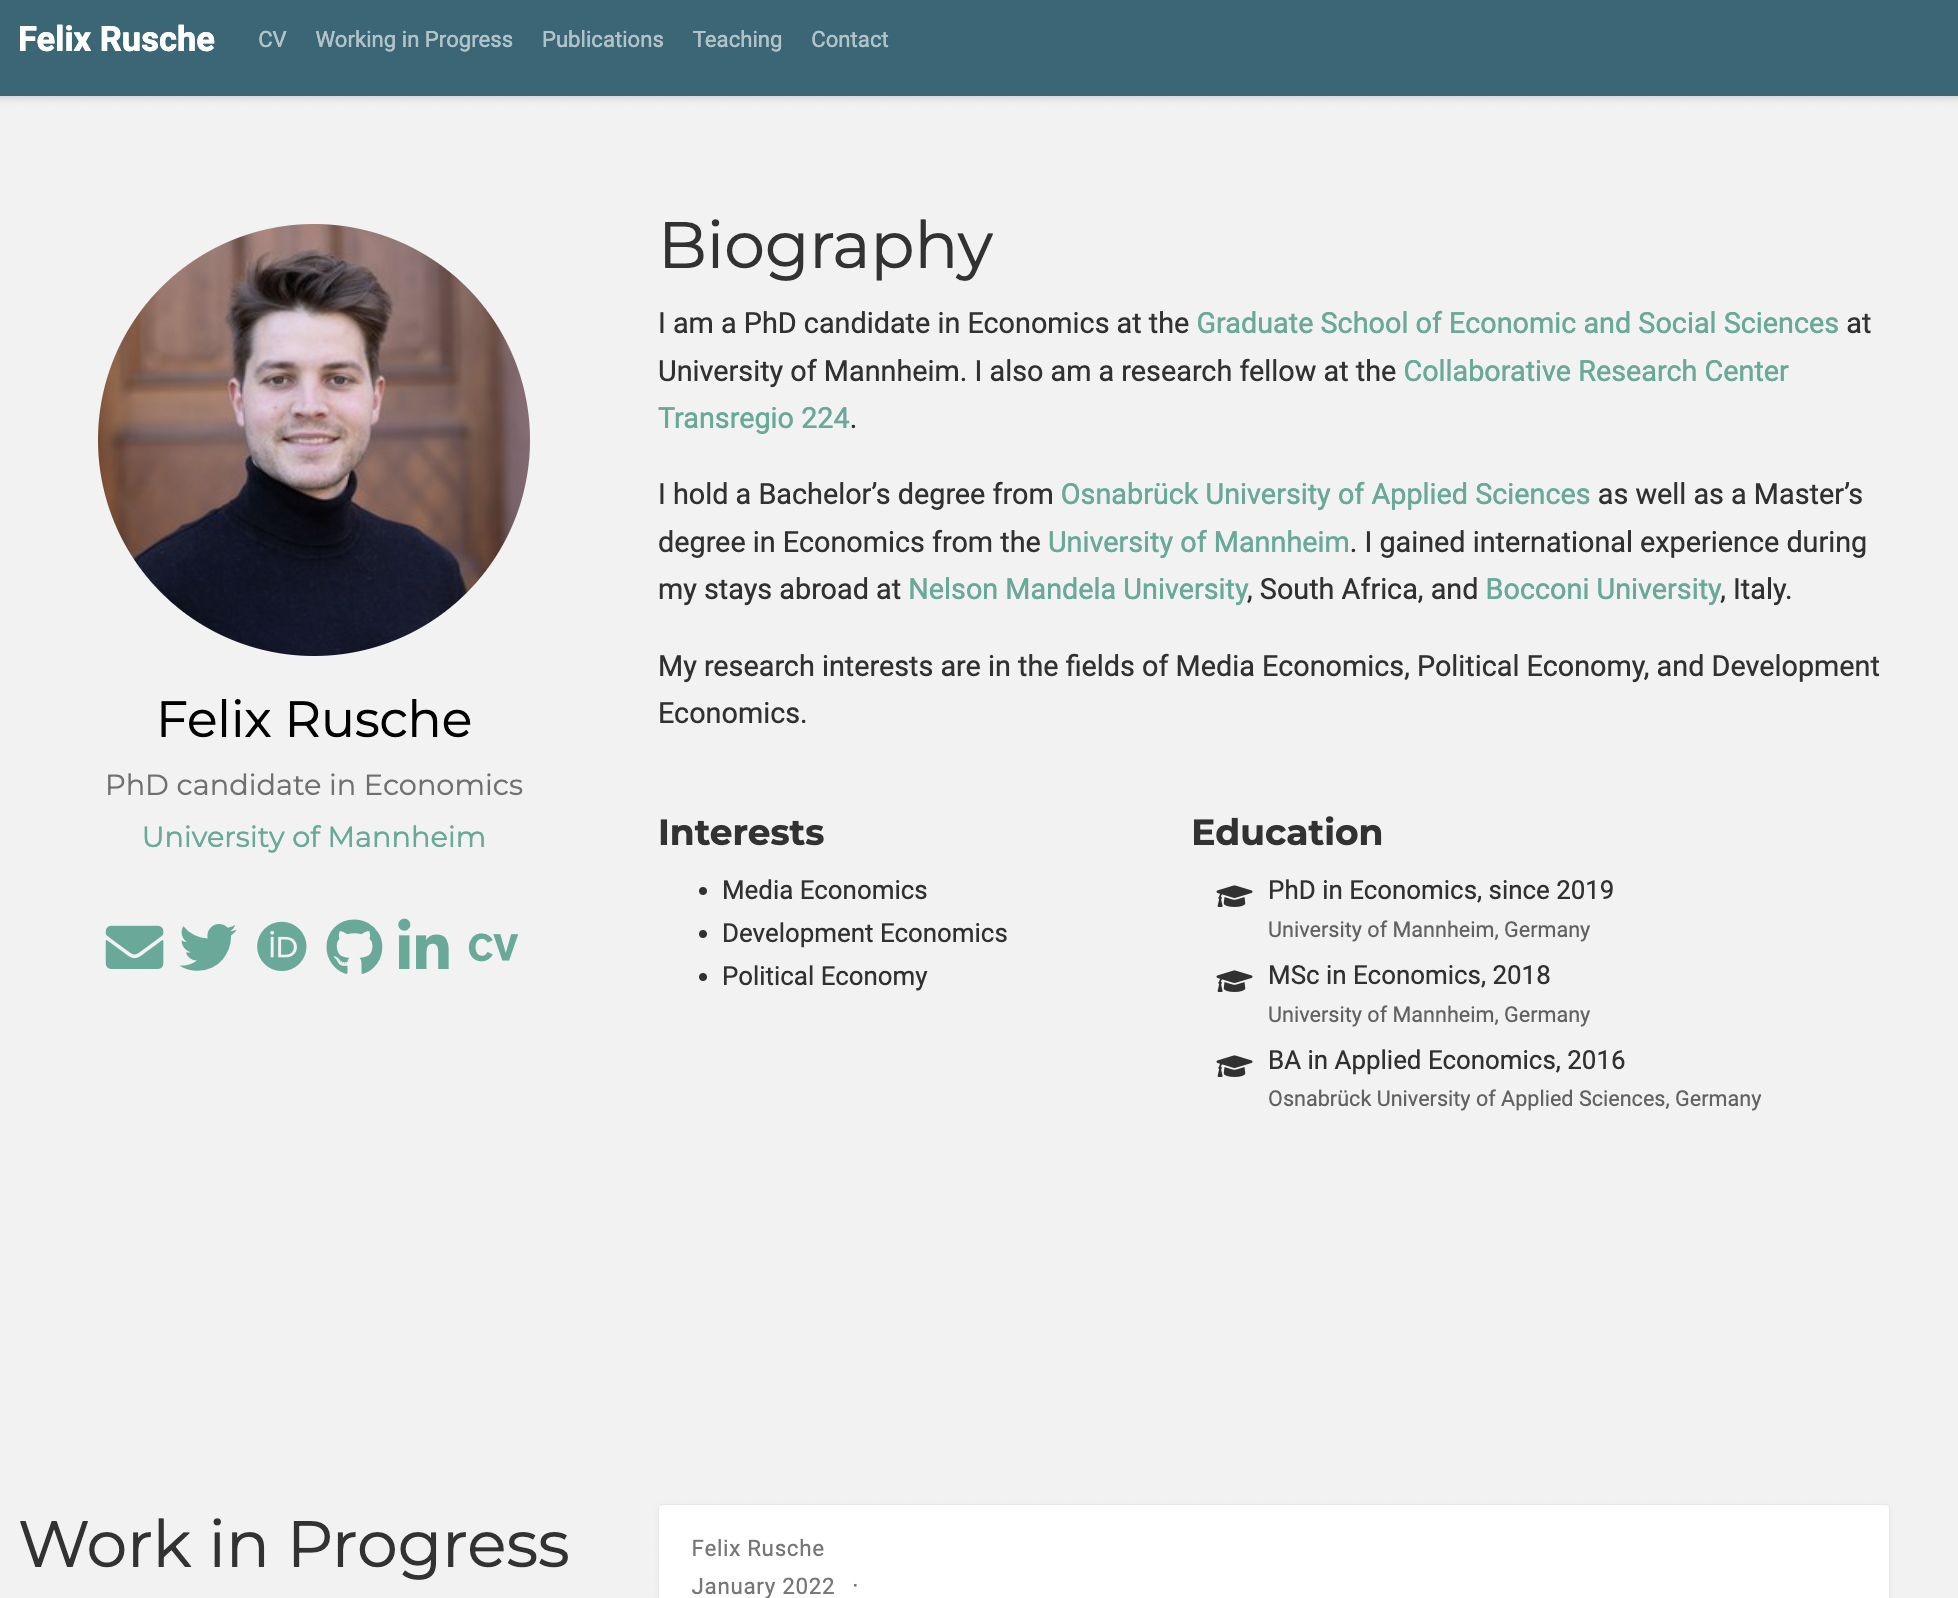 Felix Rusche
CV
Working in Progress
Publications
Teaching
Contact
Felix Rusche
PhD candidate in Economics
University of Mannheim
iD
in
cv
Biography
I am a PhD candidate in Economics at the Graduate School of Economic and Social Sciences at
University of Mannheim. I also am a research fellow at the Collaborative Research Center
Transregio 224.
I hold a Bachelor’s degree from Osnabrück University of Applied Sciences as well as a Master’s
degree in Economics from the University of Mannheim. I gained international experience during
my stays abroad at Nelson Mandela University, South Africa, and Bocconi University, Italy.
My research interests are in the fields of Media Economics, Political Economy, and Development
Economics.
Interests
• Media Economics
• Development Economics
• Political Economy
Education
PhD in Economics, since 2019
University of Mannheim, Germany
MSc in Economics, 2018
University of Mannheim, Germany
BA in Applied Economics, 2016
Osnabrück University of Applied Sciences, Germany
Work in Progress
Felix Rusche
January 2022 ·